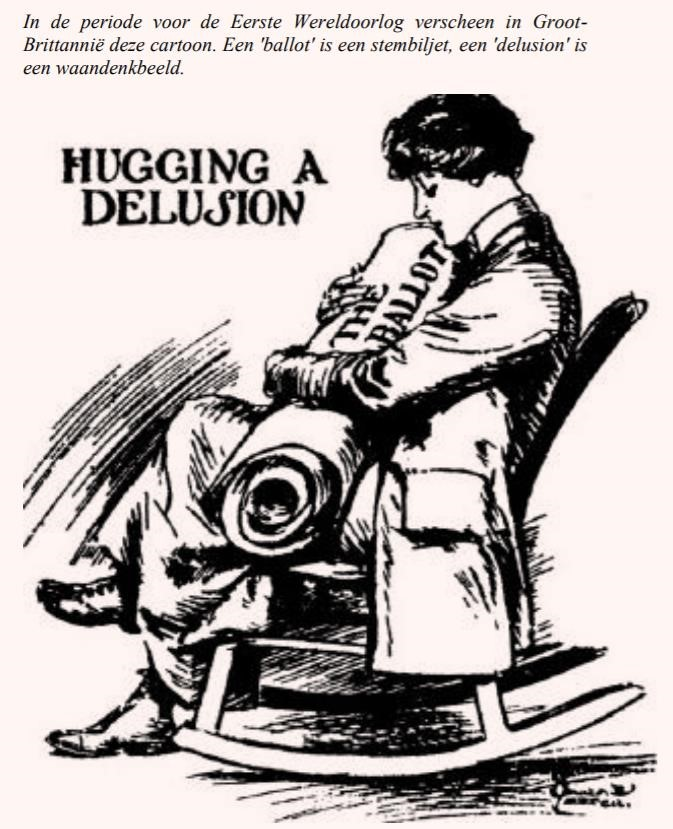 In de periode voor de Eerste Wereldoorlog verscheen in Groot-
Brittannië deze cartoon. Een 'ballot' is een stembiljet, een 'delusion' is
een waandenkbeeld.
HUGGING A
DELUSION
THE
BALLOT